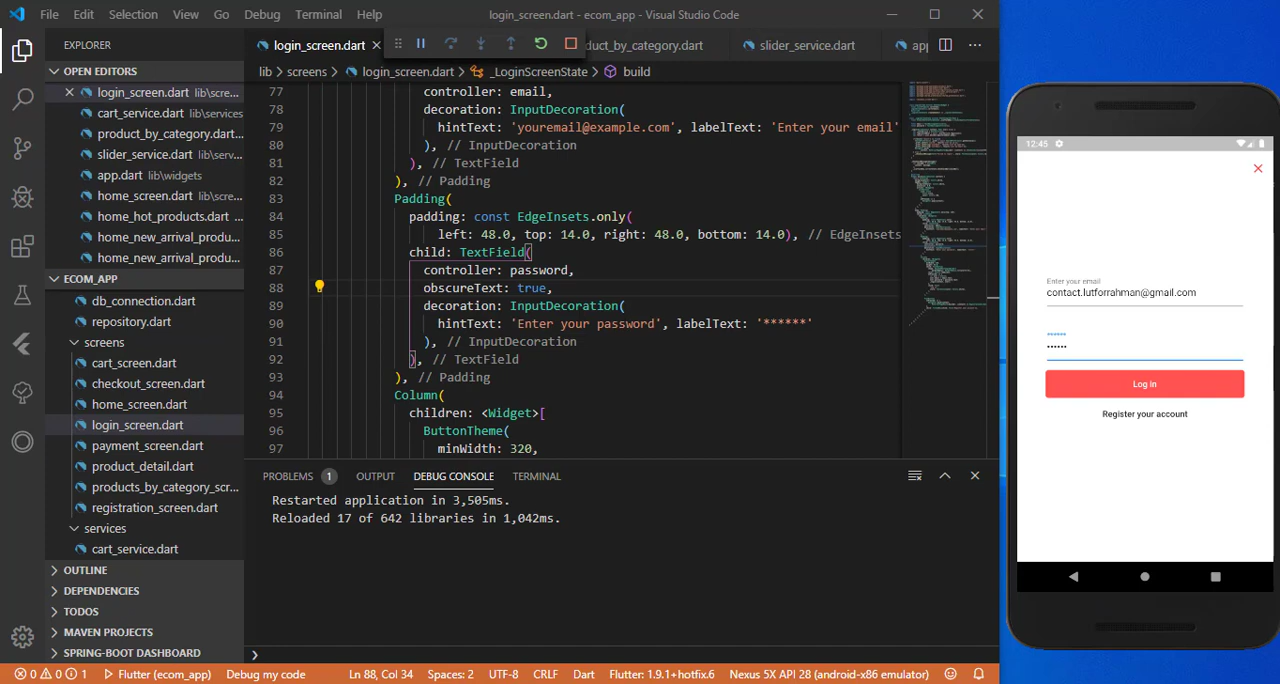 File Edit Selection View Go Debug Terminal Help
login_screen.dart - ecom_app - Visual Studio Code
EXPLORER
OPEN EDITORS
login_screen.dart lib\scre...
cart_service.dart lib\services
product_by_category.dart...
slider_service.dart lib\serv...
app.dart lib\widgets
home_screen.dart lib\scre...
home_hot_products.dart ...
home_new_arrival_produ...
home_new_arrival_produ...
ECOM_APP
db_connection.dart
repository.dart
screens
cart_screen.dart
checkout_screen.dart
home_screen.dart
login_screen.dart
payment_screen.dart
product_detail.dart
products_by_category_scr...
registration_screen.dart
services
cart_service.dart
OUTLINE
DEPENDENCIES
TODOS
MAVEN PROJECTS
SPRING-BOOT DASHBOARD
login_screen.dart
duct_by_category.dart
slider_service.dart
app
lib > screens > login_screen.dart > _LoginScreenState > build
77 controller: email,
78 decoration: InputDecoration(
79 hintText: 'youremail@example.com', labelText: 'Enter your email'
80 ), // InputDecoration
81 ), // TextField
82 ), // Padding
83 Padding(
84 padding: const EdgeInsets.only(
85 left: 48.0, top: 14.0, right: 48.0, bottom: 14.0), // EdgeInsets
86 child: TextField(
87 controller: password,
88 obscureText: true,
89 decoration: InputDecoration(
90 hintText: 'Enter your password', labelText: '******'
91 ), // InputDecoration
92 ), // TextField
93 ), // Padding
94 Column(
95 children: <Widget>[
96 ButtonTheme(
97 minWidth: 320,
PROBLEMS 1 OUTPUT DEBUG CONSOLE TERMINAL
Restarted application in 3,505ms.
Reloaded 17 of 642 libraries in 1,042ms.
0 0 1 Flutter (ecom_app) Debug my code Ln 88, Col 34 Spaces: 2 UTF-8 CRLF Dart Flutter: 1.9.1+hotfix.6 Nexus 5X API 28 (android-x86 emulator)
12:45
Enter your email
contact.lutforrahman@gmail.com
******
••••••
Log in
Register your account